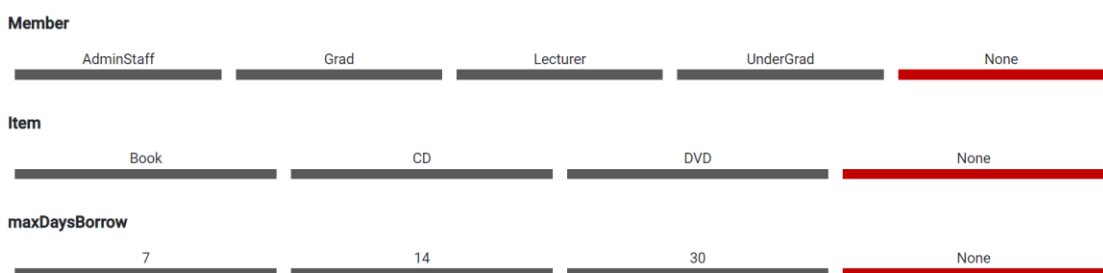 Member
AdminStaff Grad Lecturer UnderGrad None
Item
Book CD DVD None
maxDaysBorrow
7 14 30 None